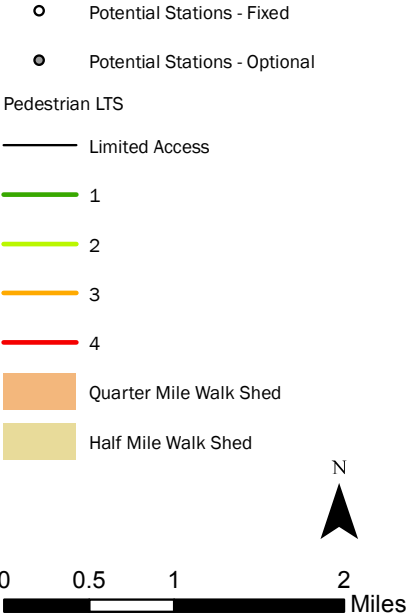 Potential Stations - Fixed
Potential Stations - Optional
Pedestrian LTS
Limited Access
1
2
3
4
Quarter Mile Walk Shed
Half Mile Walk Shed
N
0 0.5 1 2
Miles